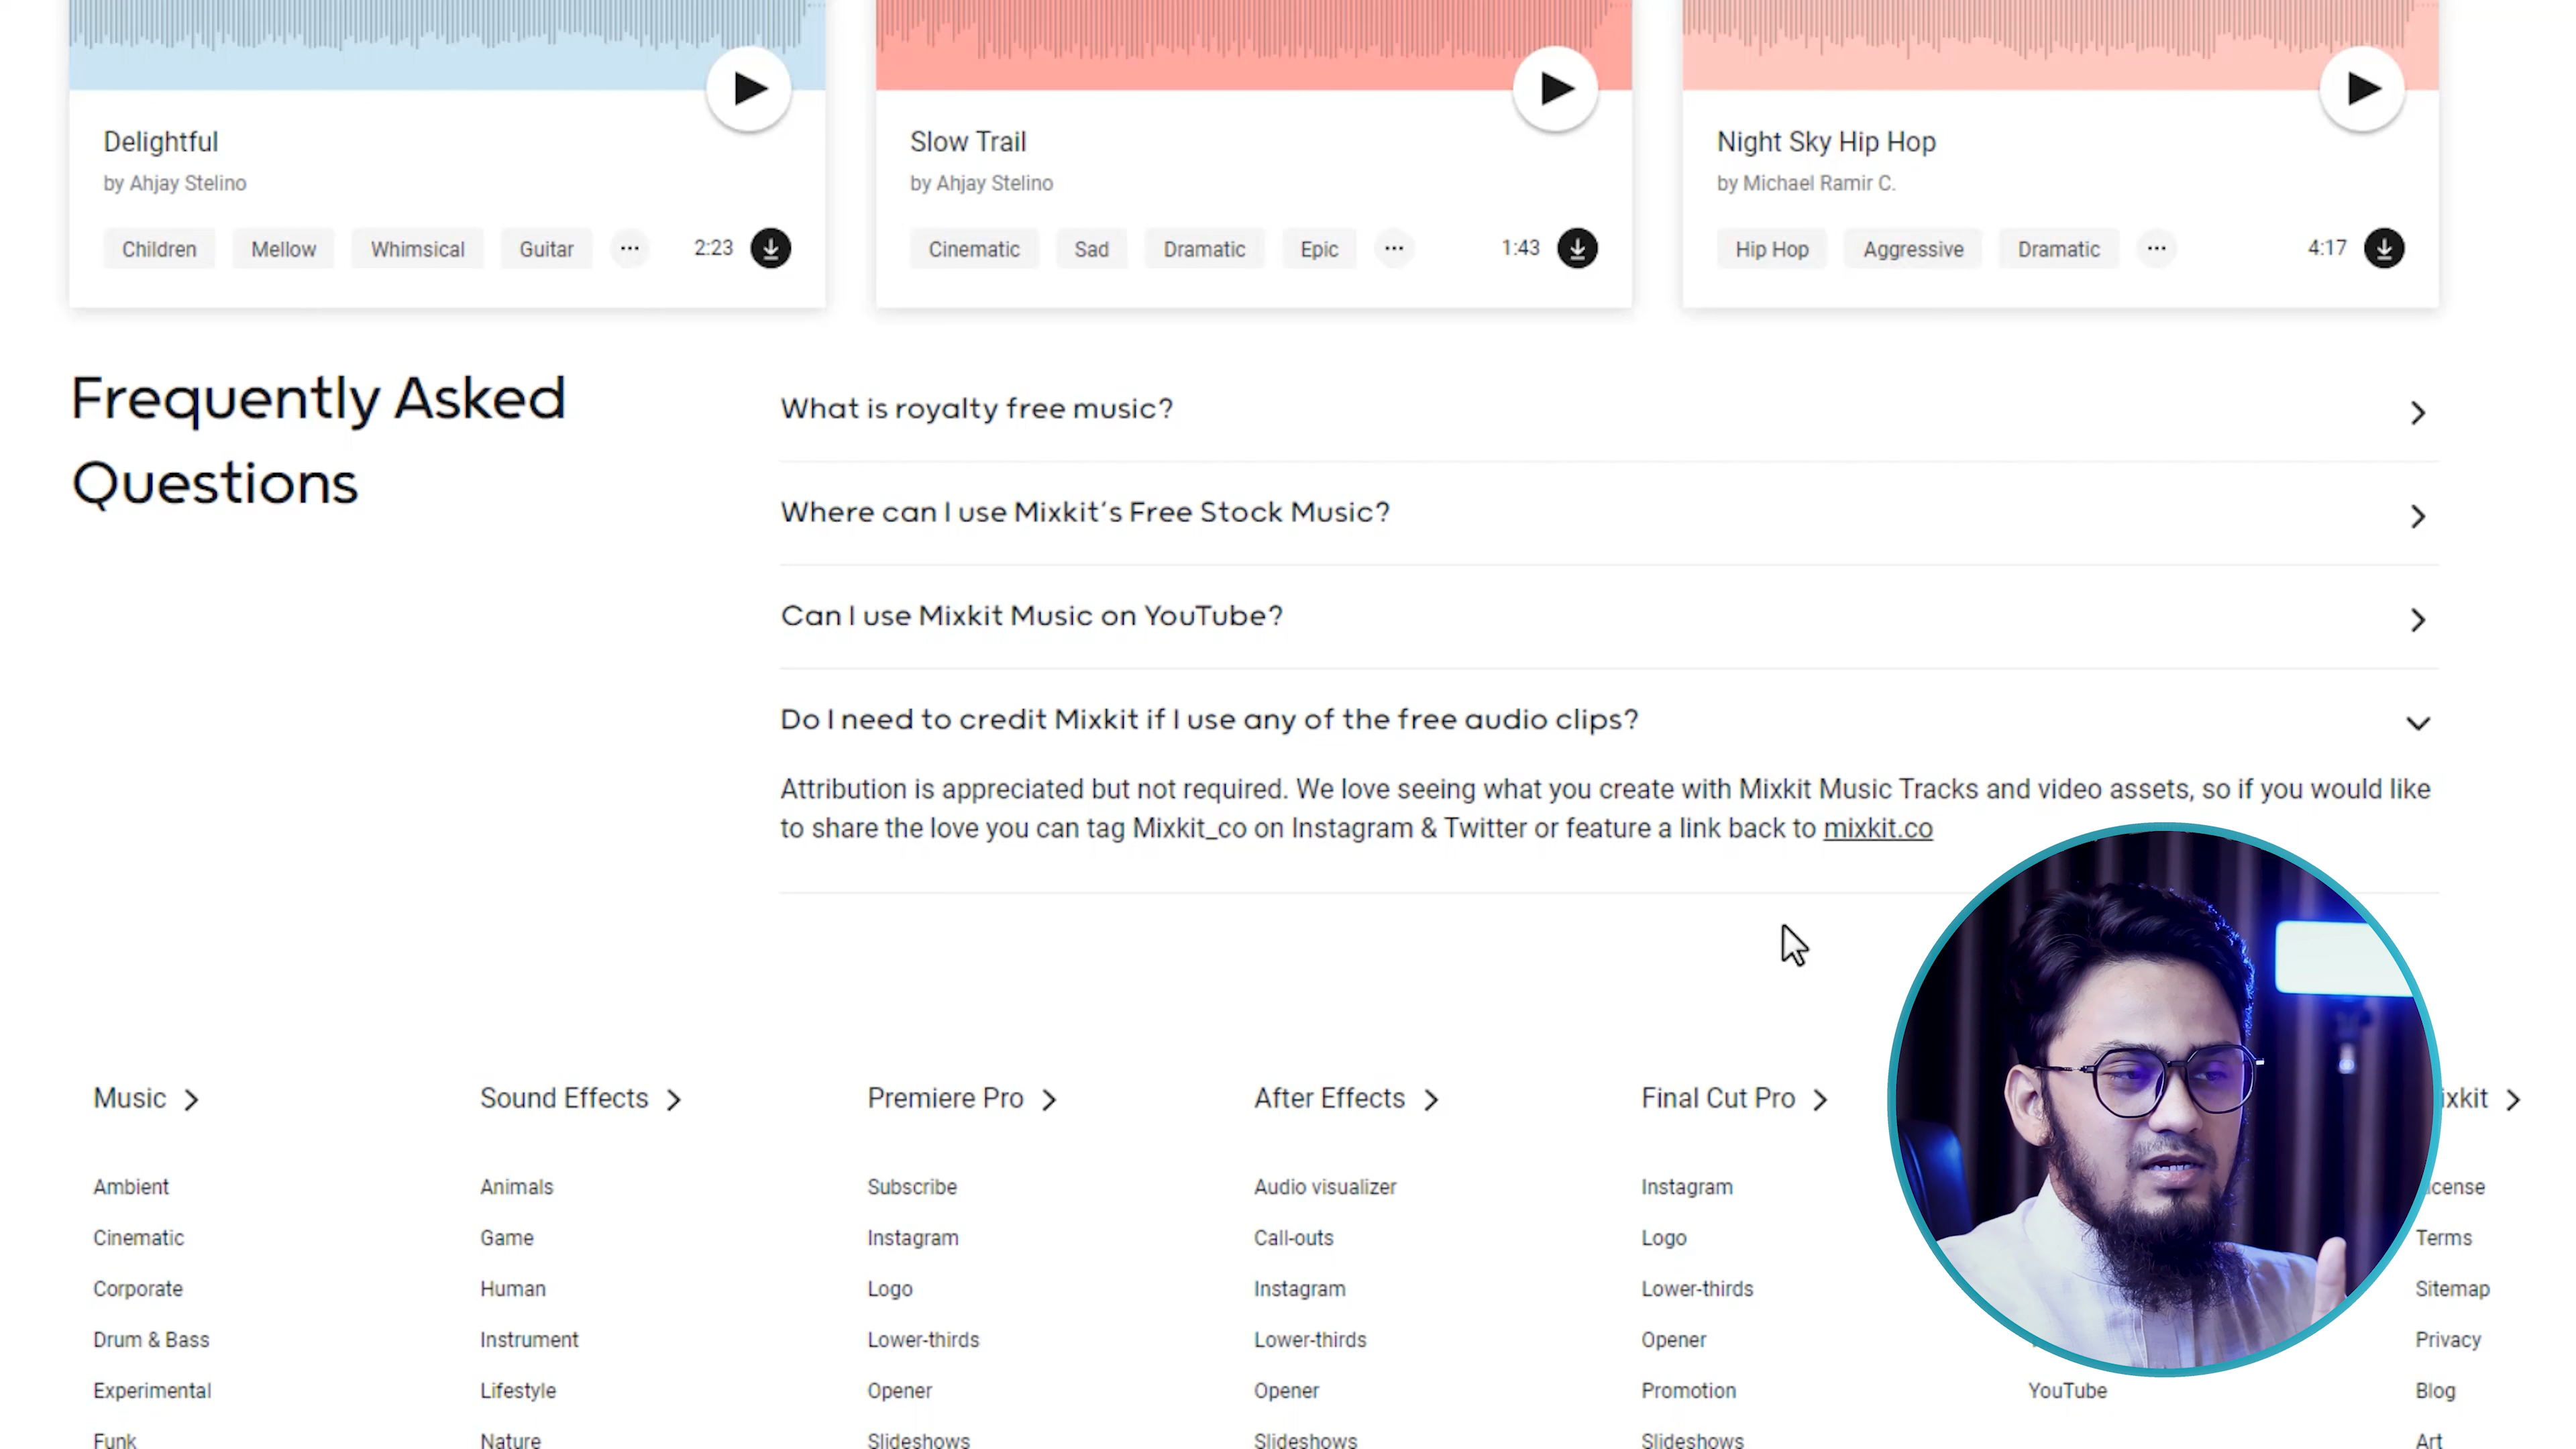 Delightful
by Ahjay Stelino
Children Mellow Whimsical Guitar ... 2:23
Slow Trail
by Ahjay Stelino
Cinematic Sad Dramatic Epic ... 1:43
Night Sky Hip Hop
by Michael Ramir C.
Hip Hop Aggressive Dramatic ... 4:17
Frequently Asked
Questions
What is royalty free music?
Where can I use Mixkit's Free Stock Music?
Can I use Mixkit Music on YouTube?
Do I need to credit Mixkit if I use any of the free audio clips?
Attribution is appreciated but not required. We love seeing what you create with Mixkit Music Tracks and video assets, so if you would like
to share the love you can tag Mixkit_co on Instagram & Twitter or feature a link back to mixkit.co
Music
Ambient
Cinematic
Corporate
Drum & Bass
Experimental
Funk
Sound Effects
Animals
Game
Human
Instrument
Lifestyle
Nature
Premiere Pro
Subscribe
Instagram
Logo
Lower-thirds
Opener
Slideshows
After Effects
Audio visualizer
Call-outs
Instagram
Lower-thirds
Opener
Slideshows
Final Cut Pro
Instagram
Logo
Lower-thirds
Opener
Promotion
Slideshows
YouTube
ixkit
cense
Terms
Sitemap
Privacy
Blog
Art